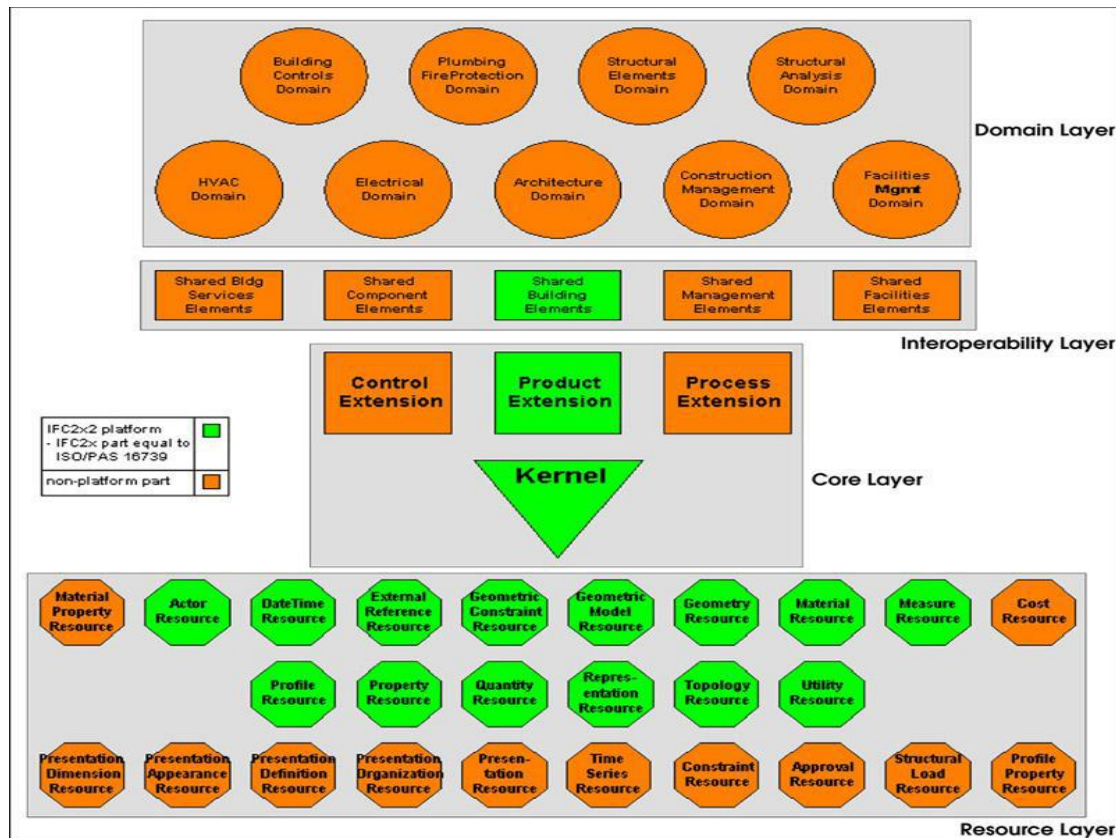 Building
Controls
Domain
Plumbing
FireProtection
Domain
Structural
Elements
Domain
Structural
Analysis
Domain
Domain Layer
HVAC
Domain
Electrical
Domain
Architecture
Domain
Construction
Management
Domain
Facilities
Mgmt
Domain
Shared Bldg
Services
Elements
Shared
Component
Elements
Shared
Building
Elements
Shared
Management
Elements
Shared
Facilities
Elements
Interoperability Layer
Control
Extension
Product
Extension
Process
Extension
IFC2x2 platform
- IFC2x part equal to
ISO/PAS 16739
non-platform part
Kernel
Core Layer
Material
Property
Resource
Actor
Resource
DateTime
Resource
External
Reference
Resource
Geometric
Constraint
Resource
Geometric
Model
Resource
Geometry
Resource
Material
Resource
Measure
Resource
Cost
Resource
Profile
Resource
Property
Resource
Quantity
Resource
Repres-
entation
Resource
Topology
Resource
Utility
Resource
Presentation
Dimension
Resource
Presentation
Appearance
Resource
Presentation
Definition
Resource
Presentation
Organization
Resource
Presen-
tation
Resource
Time
Series
Resource
Constraint
Resource
Approval
Resource
Structural
Load
Resource
Profile
Property
Resource
Resource Layer